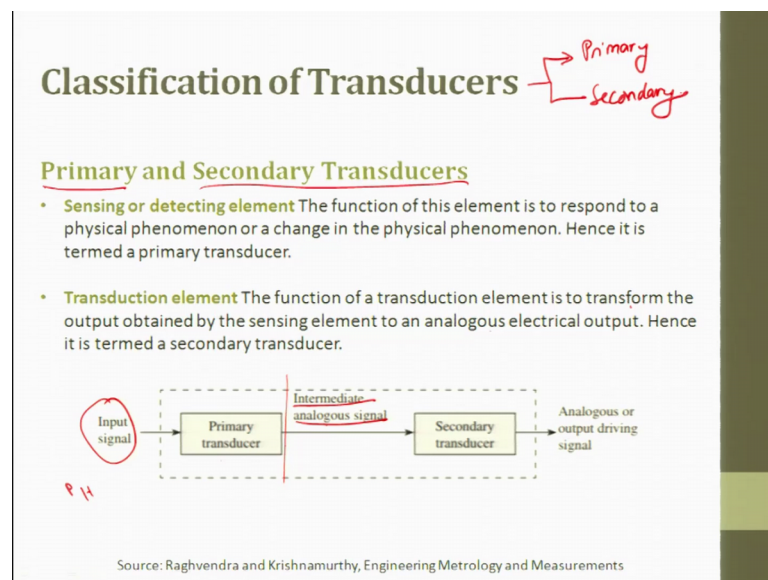 Classification of Transducers
Primary
Secondary
Primary and Secondary Transducers
• Sensing or detecting element The function of this element is to respond to a
physical phenomenon or a change in the physical phenomenon. Hence it is
termed a primary transducer.
• Transduction element The function of a transduction element is to transform the
output obtained by the sensing element to an analogous electrical output. Hence
it is termed a secondary transducer.
Input
signal
Primary
transducer
Intermediate
analogous signal
Secondary
transducer
Analogous or
output driving
signal
PH
Source: Raghvendra and Krishnamurthy, Engineering Metrology and Measurements